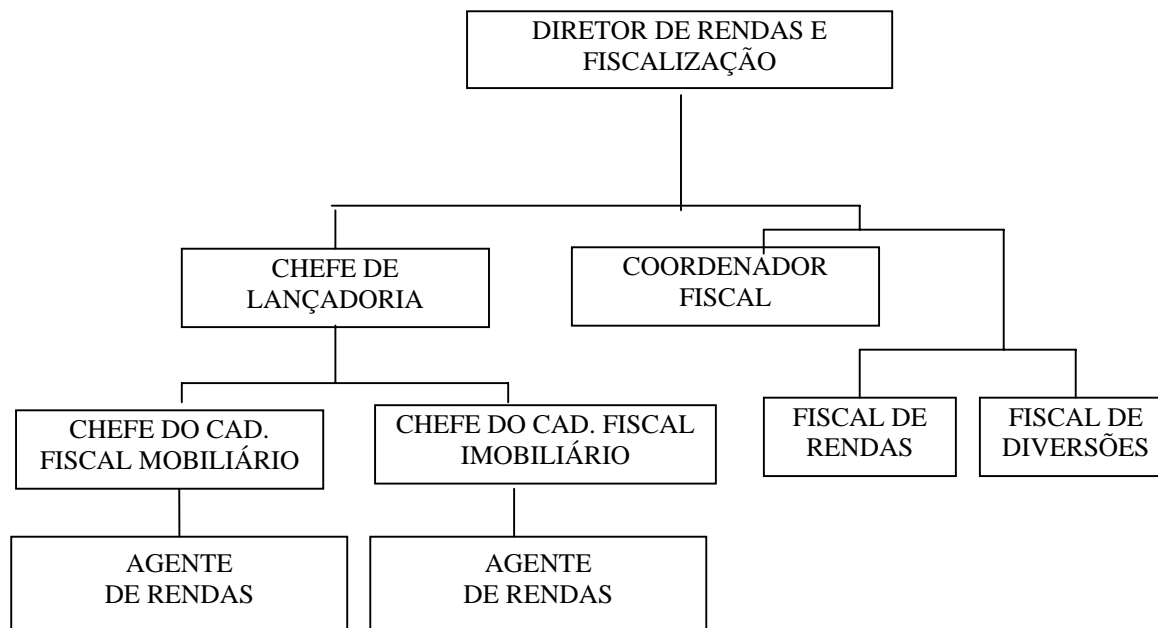 DIRETOR DE RENDAS E
FISCALIZAÇÃO
CHEFE DE
LANÇADORIA
COORDENADOR
FISCAL
CHEFE DO CAD.
FISCAL MOBILIÁRIO
CHEFE DO CAD. FISCAL
IMOBILIÁRIO
FISCAL DE
RENDAS
FISCAL DE
DIVERSÕES
AGENTE
DE RENDAS
AGENTE
DE RENDAS